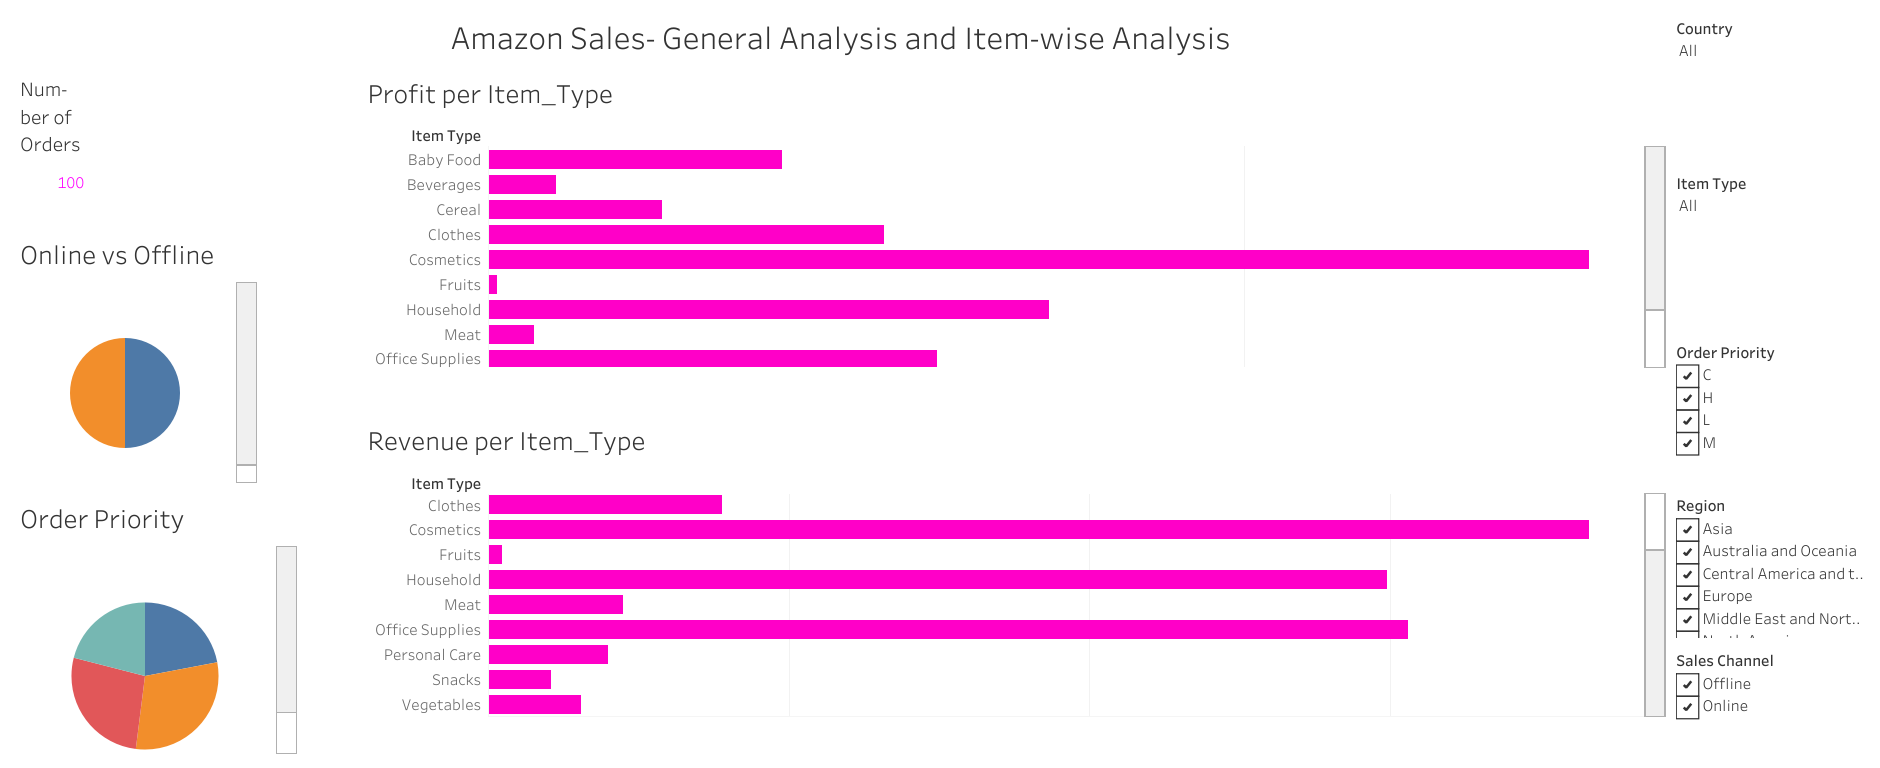 Amazon Sales- General Analysis and Item-wise Analysis
Num-
ber of
Orders
100
Online vs Offline
Order Priority
Profit per Item_Type
Item Type
Baby Food
Beverages
Cereal
Clothes
Cosmetics
Fruits
Household
Meat
Office Supplies
Revenue per Item_Type
Item Type
Clothes
Cosmetics
Fruits
Household
Meat
Office Supplies
Personal Care
Snacks
Vegetables
Country
All
Item Type
All
Order Priority
C
H
L
M
Region
Asia
Australia and Oceania
Central America and t..
Europe
Middle East and Nort..
Sales Channel
Offline
Online